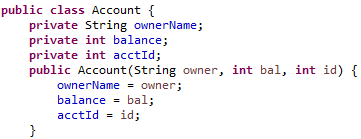 public class Account {
    private String ownerName;
    private int balance;
    private int acctId;
    public Account(String owner, int bal, int id) {
        ownerName = owner;
        balance = bal;
        acctId = id;
    }